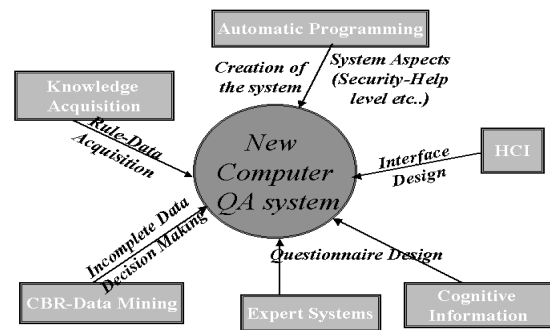 Automatic Programming
Creation of
the system
System Aspects
(Security-Help
level etc..)
Knowledge
Acquisition
Rule-Data
Acquisition
New
Computer
QA system
HCI
Interface
Design
Incomplete Data
Decision Making
Questionnaire Design
CBR-Data Mining
Expert Systems
Cognitive
Information